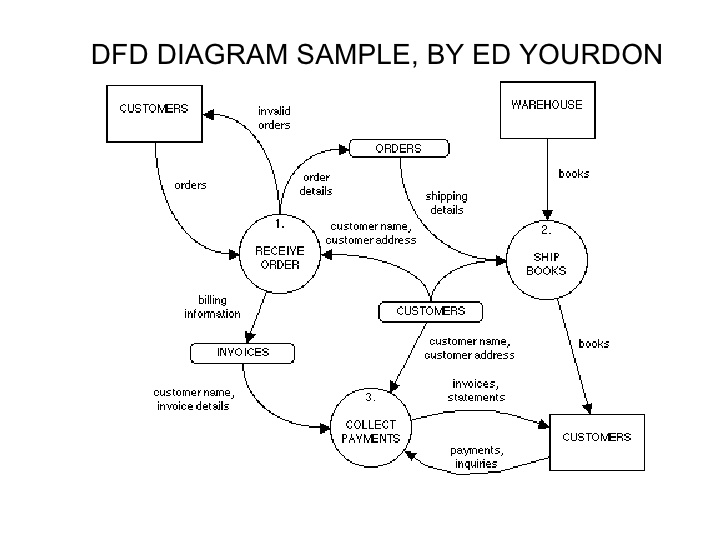 DFD DIAGRAM SAMPLE, BY ED YOURDON
CUSTOMERS
invalid
orders
WAREHOUSE
ORDERS
orders
order
details
books
shipping
details
1.
RECEIVE
ORDER
customer name,
customer address
2.
SHIP
BOOKS
billing
information
CUSTOMERS
INVOICES
customer name,
customer address
books
customer name,
invoice details
3.
COLLECT
PAYMENTS
invoices,
statements
CUSTOMERS
payments,
inquiries